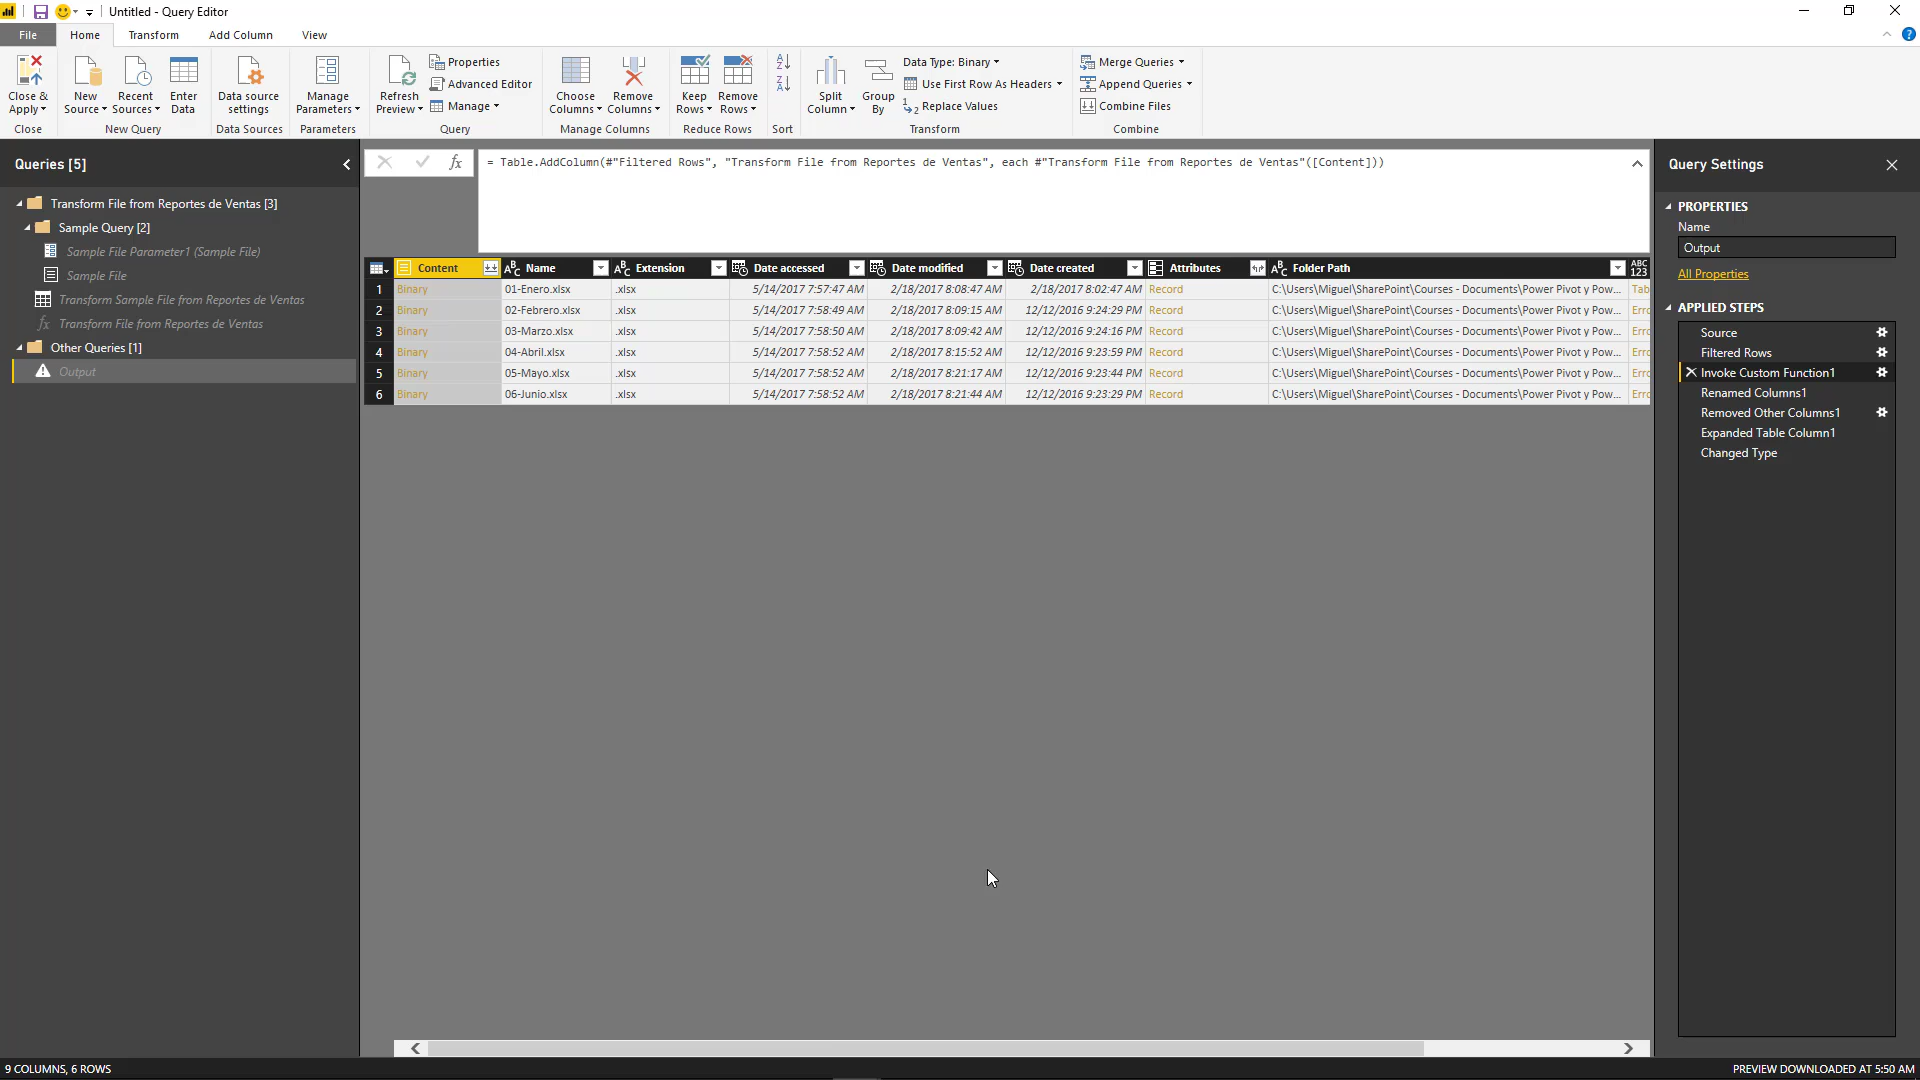 Untitled - Query Editor
File Home Transform Add Column View
Close & Apply
New Source
Recent Sources
Enter Data
Data source settings
Manage Parameters
Refresh Preview
Properties
Advanced Editor
Manage
Choose Columns
Remove Columns
Keep Rows
Remove Rows
Split Column
Group By
Data Type: Binary
Use First Row As Headers
Replace Values
Merge Queries
Append Queries
Combine Files
Close New Query Data Sources Parameters Query Manage Columns Reduce Rows Sort Transform Combine
Queries [5]
Transform File from Reportes de Ventas [3]
Sample Query [2]
Sample File Parameter1 (Sample File)
Sample File
Transform Sample File from Reportes de Ventas
fx Transform File from Reportes de Ventas
Other Queries [1]
Output
fx = Table.AddColumn(#"Filtered Rows", "Transform File from Reportes de Ventas", each #"Transform File from Reportes de Ventas"([Content]))
Content ABC Name ABC Extension Date accessed Date modified Date created Attributes ABC Folder Path ABC 123
1 Binary 01-Enero.xlsx .xlsx 5/14/2017 7:57:47 AM 2/18/2017 8:08:47 AM 2/18/2017 8:02:47 AM Record C:\Users\Miguel\SharePoint\Courses - Documents\Power Pivot y Pow... Tab
2 Binary 02-Febrero.xlsx .xlsx 5/14/2017 7:58:49 AM 2/18/2017 8:09:15 AM 12/12/2016 9:24:29 PM Record C:\Users\Miguel\SharePoint\Courses - Documents\Power Pivot y Pow... Erro
3 Binary 03-Marzo.xlsx .xlsx 5/14/2017 7:58:50 AM 2/18/2017 8:09:42 AM 12/12/2016 9:24:16 PM Record C:\Users\Miguel\SharePoint\Courses - Documents\Power Pivot y Pow... Erro
4 Binary 04-Abril.xlsx .xlsx 5/14/2017 7:58:52 AM 2/18/2017 8:15:52 AM 12/12/2016 9:23:59 PM Record C:\Users\Miguel\SharePoint\Courses - Documents\Power Pivot y Pow... Erro
5 Binary 05-Mayo.xlsx .xlsx 5/14/2017 7:58:52 AM 2/18/2017 8:21:17 AM 12/12/2016 9:23:44 PM Record C:\Users\Miguel\SharePoint\Courses - Documents\Power Pivot y Pow... Erro
6 Binary 06-Junio.xlsx .xlsx 5/14/2017 7:58:52 AM 2/18/2017 8:21:44 AM 12/12/2016 9:23:29 PM Record C:\Users\Miguel\SharePoint\Courses - Documents\Power Pivot y Pow... Erro
Query Settings
PROPERTIES
Name
Output
All Properties
APPLIED STEPS
Source
Filtered Rows
Invoke Custom Function1
Renamed Columns1
Removed Other Columns1
Expanded Table Column1
Changed Type
9 COLUMNS, 6 ROWS
PREVIEW DOWNLOADED AT 5:50 AM